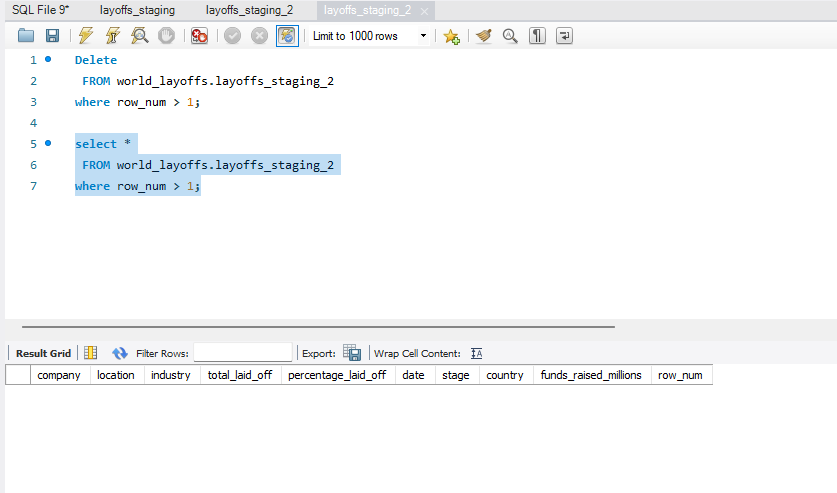 SQL File 9* layoffs_staging layoffs_staging_2 layoffs_staging_2
Limit to 1000 rows
1 Delete
2 FROM world_layoffs.layoffs_staging_2
3 where row_num > 1;
4
5 select *
6 FROM world_layoffs.layoffs_staging_2
7 where row_num > 1;
Result Grid Filter Rows: Export: Wrap Cell Content:
company location industry total_laid_off percentage_laid_off date stage country funds_raised_millions row_num